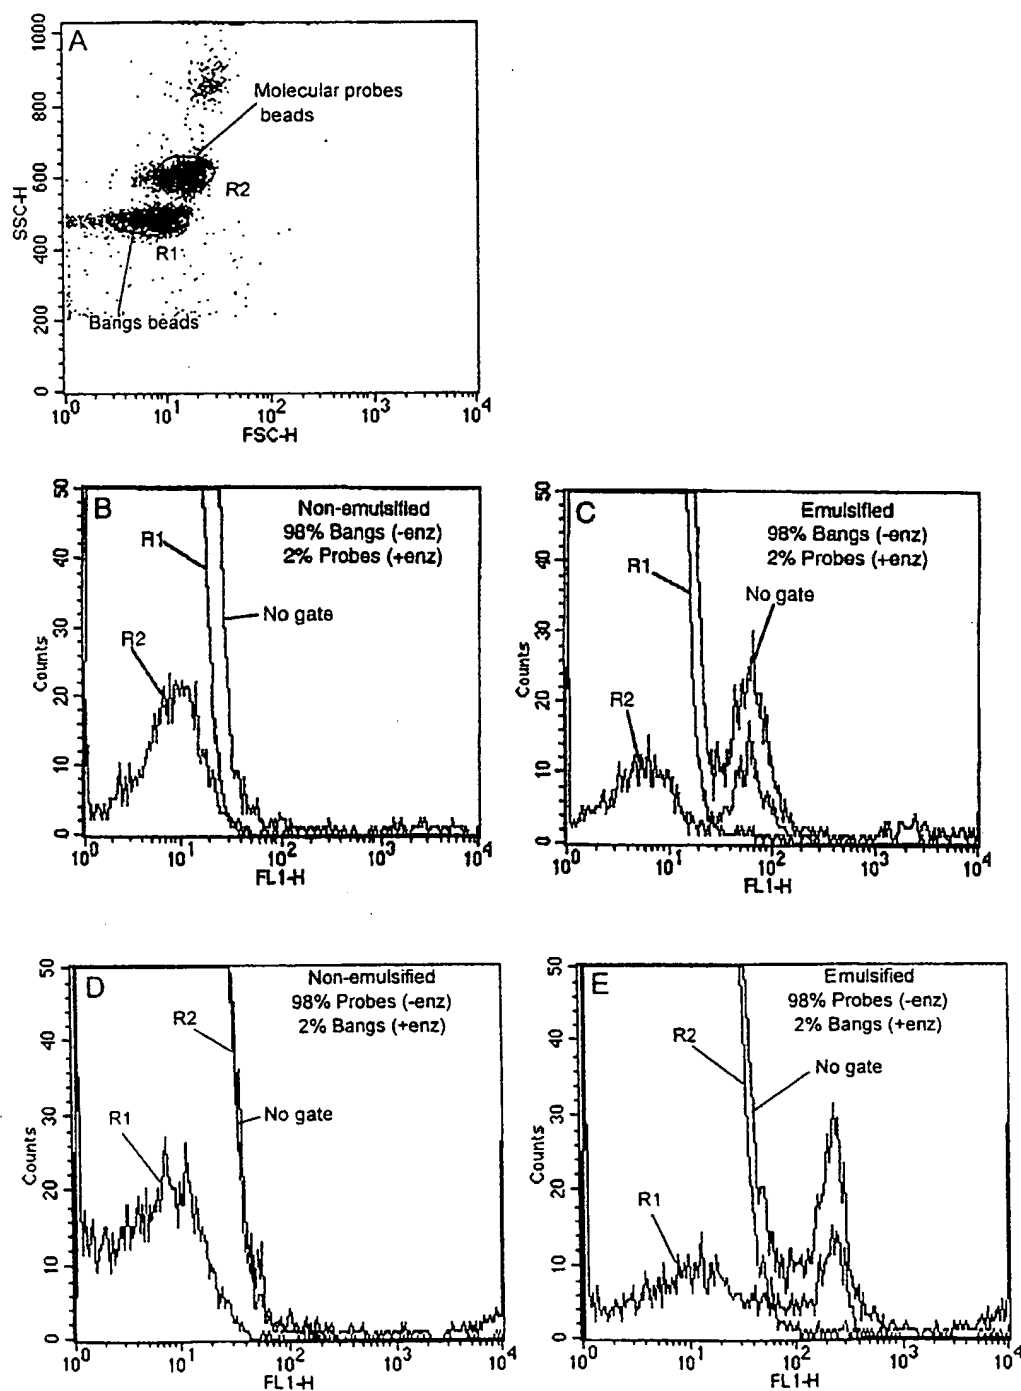 A
1000
800
600
400
200
0
SSC-H
Molecular probes
beads
R2
R1
Bangs beads
10^0
10^1
10^2
10^3
10^4
FSC-H
B
Non-emulsified
98% Bangs (-enz)
2% Probes (+enz)
R1
No gate
R2
50
40
30
20
10
0
Counts
10^0
10^1
10^2
10^3
10^4
FL1-H
C
Emulsified
98% Bangs (-enz)
2% Probes (+enz)
R1
No gate
R2
50
40
30
20
10
0
Counts
10^0
10^1
10^2
10^3
10^4
FL1-H
D
Non-emulsified
98% Probes (-enz)
2% Bangs (+enz)
R2
No gate
R1
50
40
30
20
10
0
Counts
10^0
10^1
10^2
10^3
10^4
FL1-H
E
Emulsified
98% Probes (-enz)
2% Bangs (+enz)
R2
No gate
R1
50
40
30
20
10
0
Counts
10^0
10^1
10^2
10^3
10^4
FL1-H